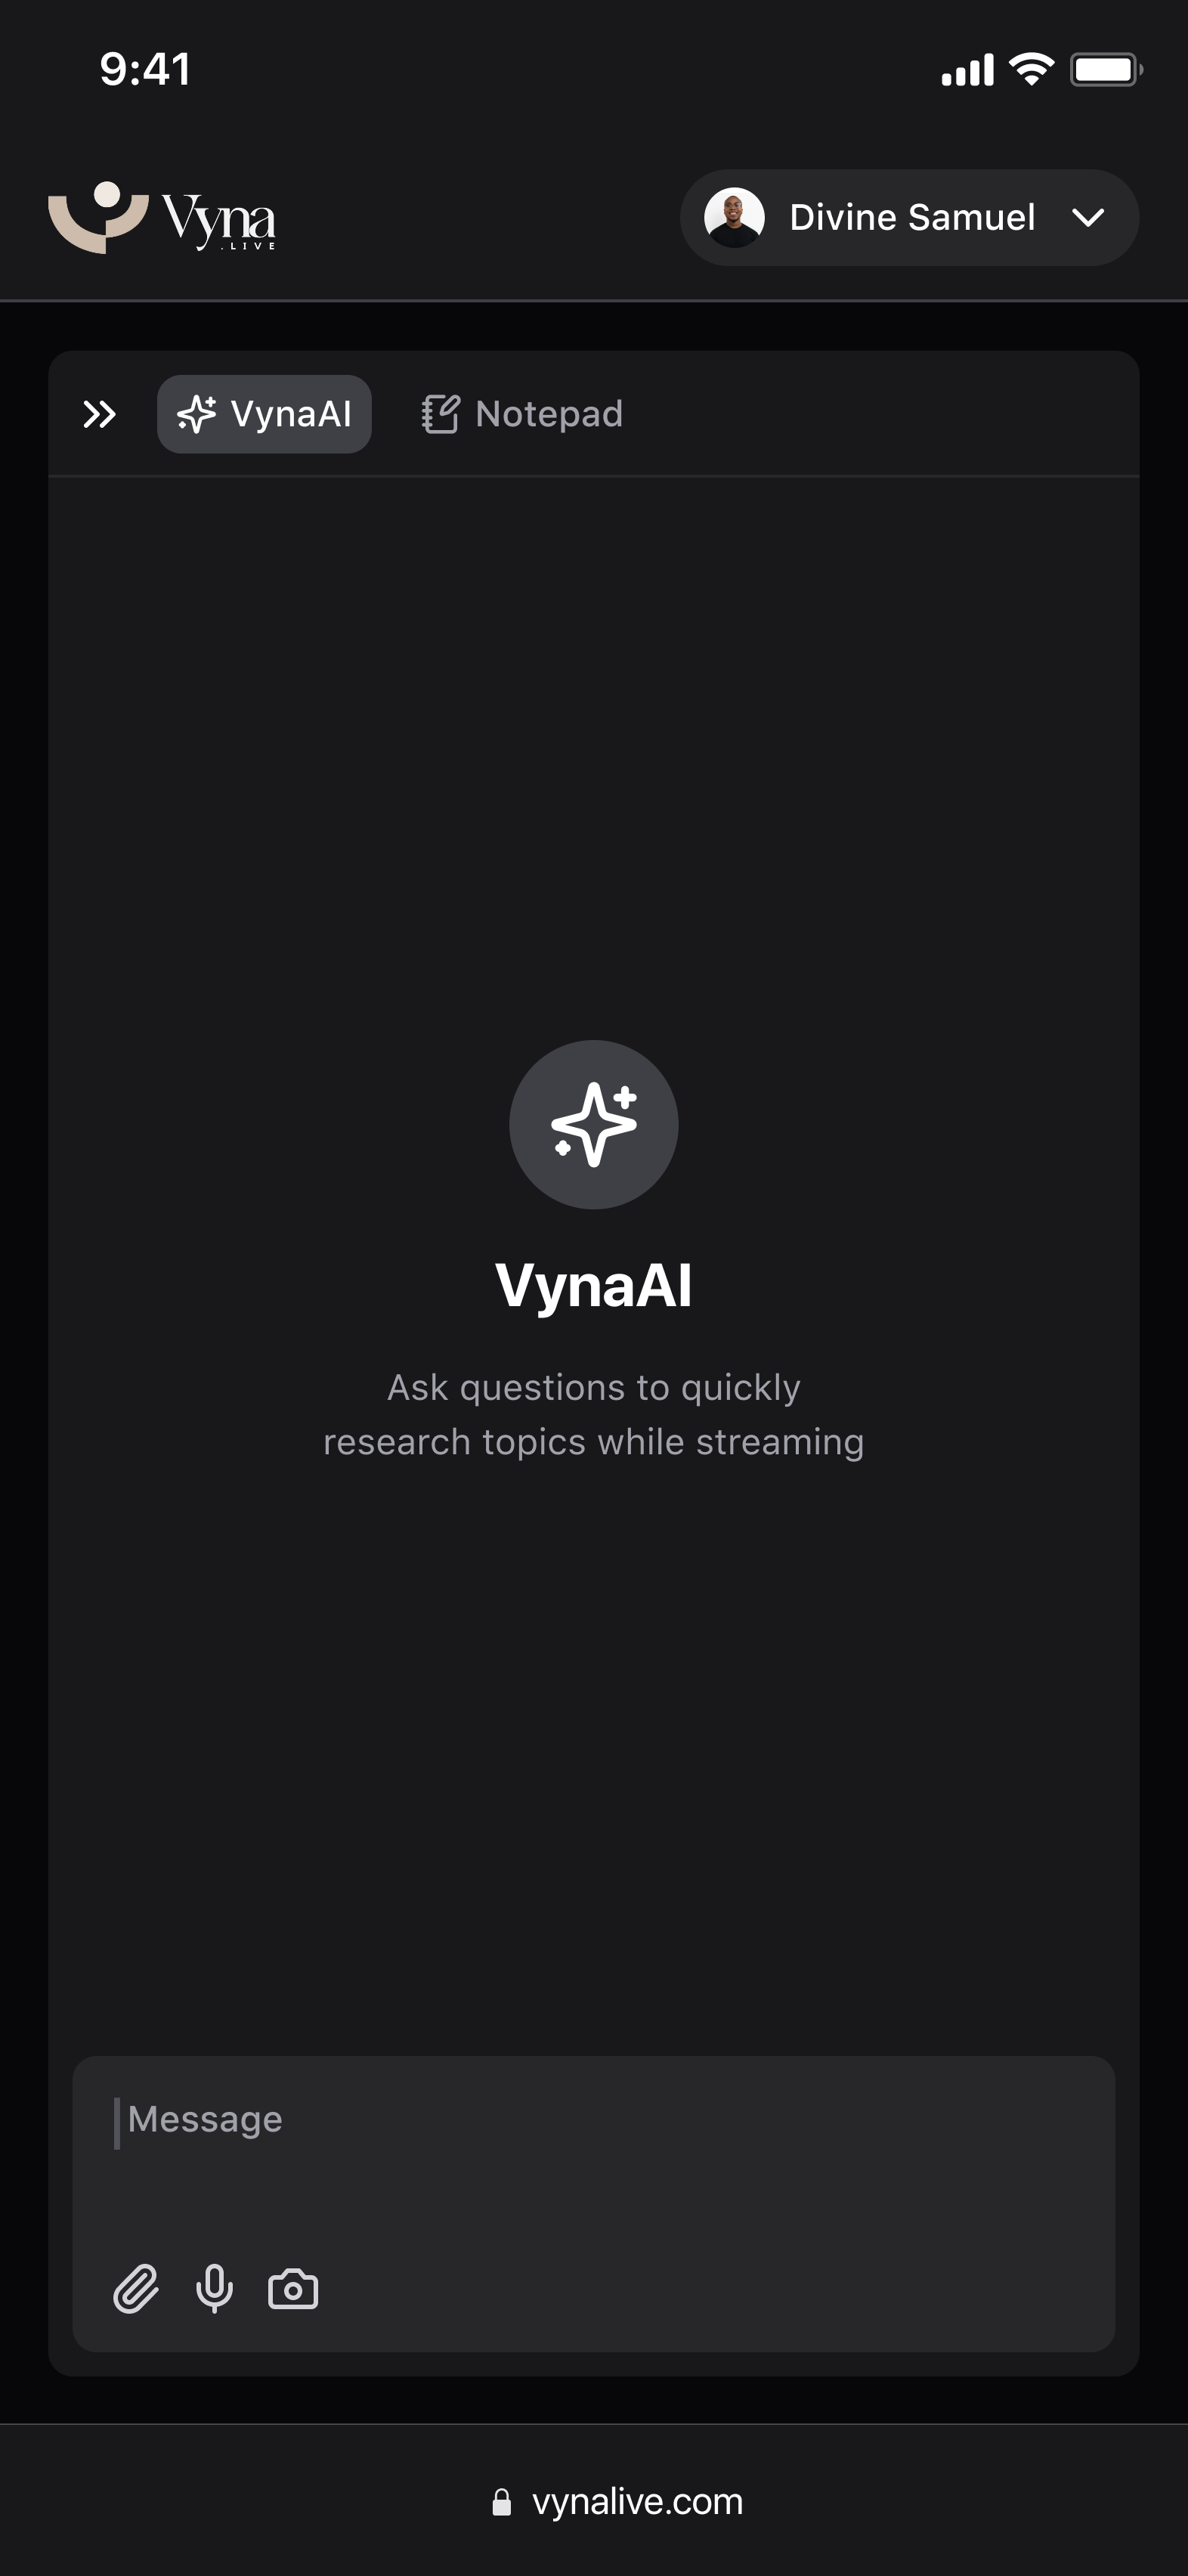 9:41
Vyna
.LIVE
Divine Samuel
VynaAI
Notepad
VynaAI
Ask questions to quickly
research topics while streaming
Message
vynalive.com